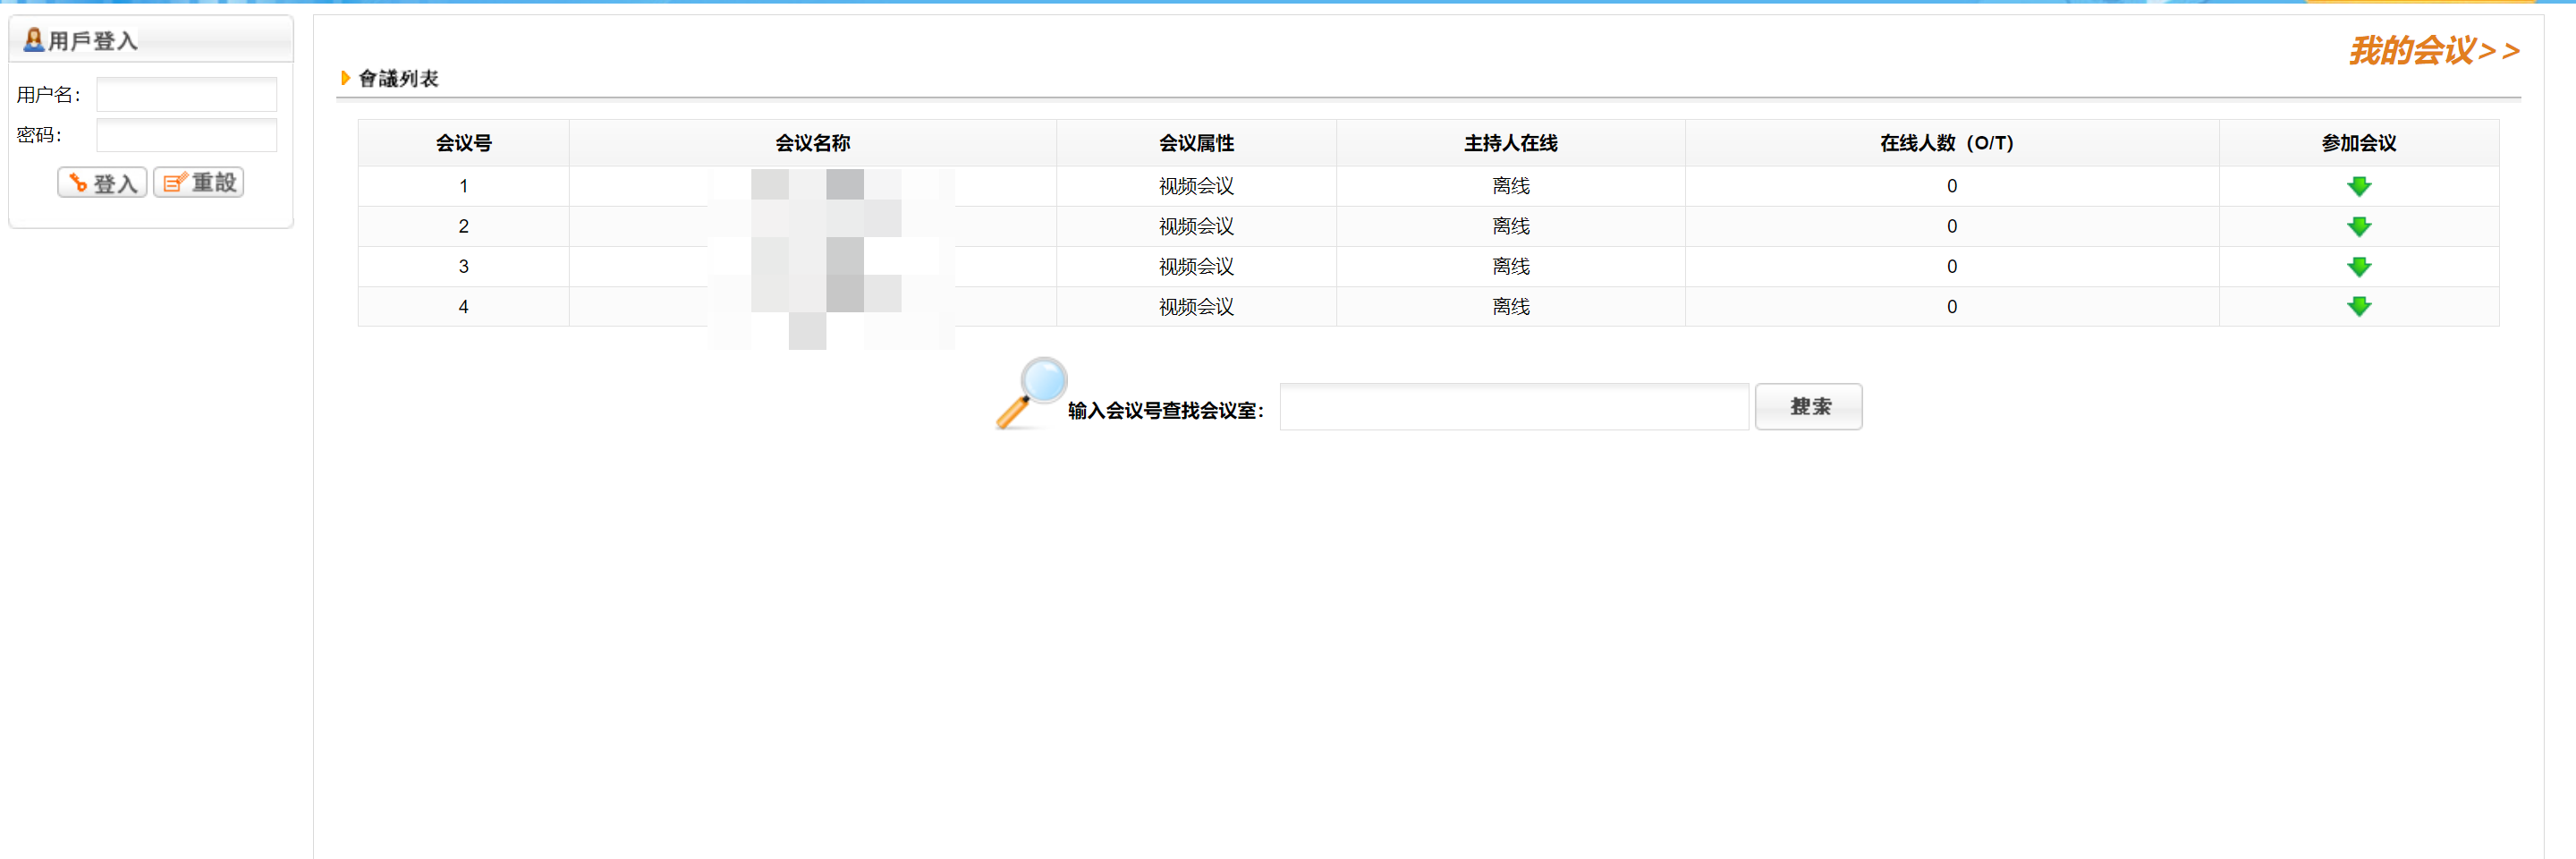 用戶登入
用户名：
密码：
登入 重設
我的会议>>
會議列表
会议号 会议名称 会议属性 主持人在线 在线人数（O/T） 参加会议
1 视频会议 离线 0
2 视频会议 离线 0
3 视频会议 离线 0
4 视频会议 离线 0
输入会议号查找会议室： 搜索